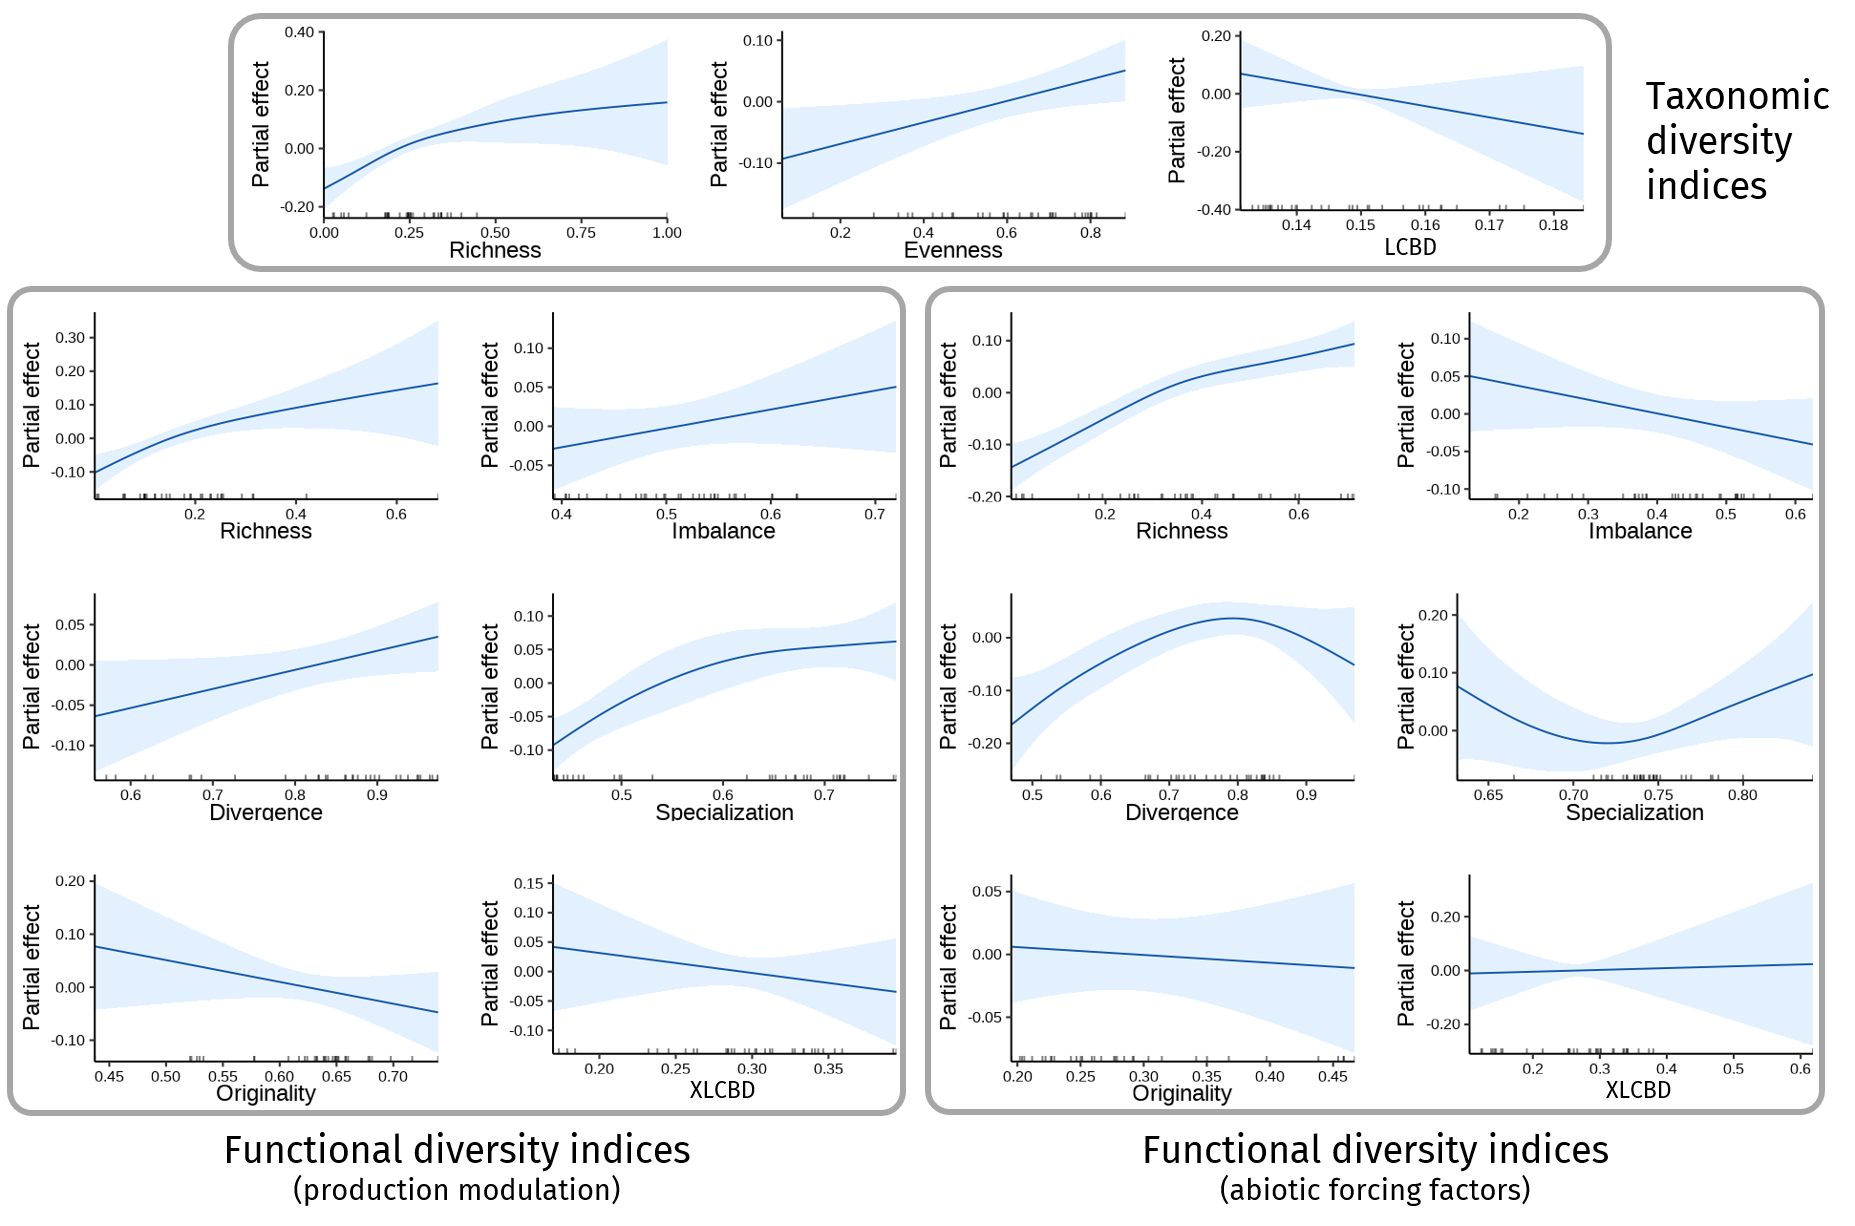 Partial effect
0.40
0.20
0.00
-0.20
0.00 0.25 0.50 0.75 1.00
Richness
Partial effect
0.10
0.00
-0.10
0.2 0.4 0.6 0.8
Evenness
Partial effect
0.20
0.00
-0.20
-0.40
0.14 0.15 0.16 0.17 0.18
LCBD
Taxonomic
diversity
indices
Partial effect
0.30
0.20
0.10
0.00
-0.10
0.2 0.4 0.6
Richness
Partial effect
0.10
0.05
0.00
-0.05
0.4 0.5 0.6 0.7
Imbalance
Partial effect
0.05
0.00
-0.05
-0.10
0.6 0.7 0.8 0.9
Divergence
Partial effect
0.10
0.05
0.00
-0.05
-0.10
0.5 0.6 0.7
Specialization
Partial effect
0.20
0.10
0.00
-0.10
0.45 0.50 0.55 0.60 0.65 0.70
Originality
Partial effect
0.15
0.10
0.05
0.00
-0.05
-0.10
0.20 0.25 0.30 0.35
XLCBD
Functional diversity indices
(production modulation)
Partial effect
0.10
0.00
-0.10
-0.20
0.2 0.4 0.6
Richness
Partial effect
0.10
0.05
0.00
-0.05
-0.10
0.2 0.3 0.4 0.5 0.6
Imbalance
Partial effect
0.00
-0.10
-0.20
0.5 0.6 0.7 0.8 0.9
Divergence
Partial effect
0.20
0.10
0.00
0.65 0.70 0.75 0.80
Specialization
Partial effect
0.05
0.00
-0.05
0.20 0.25 0.30 0.35 0.40 0.45
Originality
Partial effect
0.20
0.00
-0.20
0.2 0.3 0.4 0.5 0.6
XLCBD
Functional diversity indices
(abiotic forcing factors)